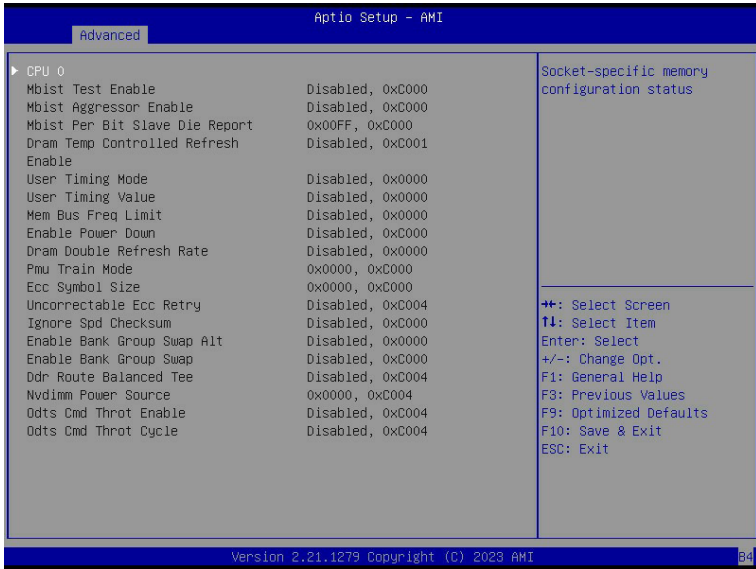 Aptio Setup – AMI
Advanced
▶ CPU 0
Mbist Test Enable Disabled, 0xC000
Mbist Aggressor Enable Disabled, 0xC000
Mbist Per Bit Slave Die Report 0x00FF, 0xC000
Dram Temp Controlled Refresh Disabled, 0xC001
Enable
User Timing Mode Disabled, 0x0000
User Timing Value Disabled, 0x0000
Mem Bus Freq Limit Disabled, 0x0000
Enable Power Down Disabled, 0x0000
Dram Double Refresh Rate Disabled, 0x0000
Pmu Train Mode 0x0000, 0xC000
Ecc Symbol Size 0x0000, 0xC000
Uncorrectable Ecc Retry Disabled, 0xC004
Ignore Spd Checksum Disabled, 0xC000
Enable Bank Group Swap Alt Disabled, 0x0000
Enable Bank Group Swap Disabled, 0xC000
Ddr Route Balanced Tee Disabled, 0xC004
Nvdimm Power Source 0x0000, 0xC004
Odts Cmd Throt Enable Disabled, 0xC004
Odts Cmd Throt Cycle Disabled, 0xC004
Socket-specific memory
configuration status
→←: Select Screen
↑↓: Select Item
Enter: Select
+/-: Change Opt.
F1: General Help
F3: Previous Values
F9: Optimized Defaults
F10: Save & Exit
ESC: Exit
Version 2.21.1279 Copyright (C) 2023 AMI
B4